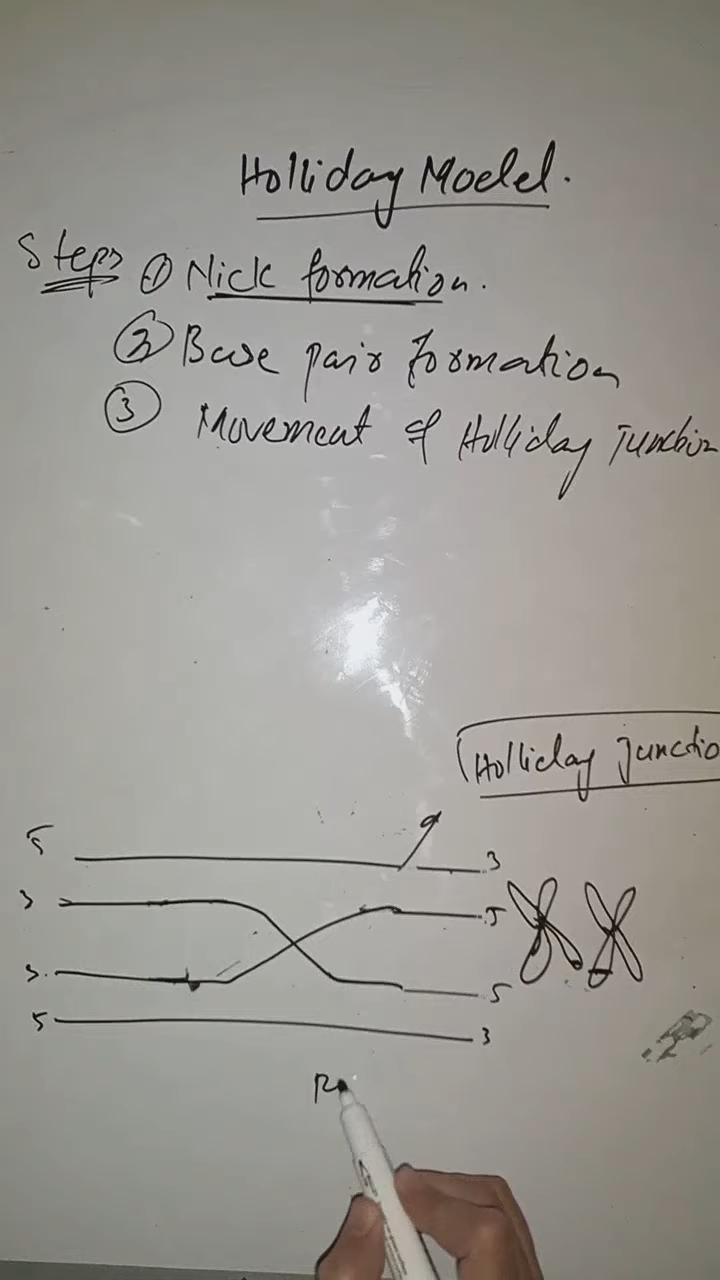 Holliday Model.
Steps ① Nick formation.
② Base pair formation
③ Movement of Holliday Junction
Holliday Junctio
5 3
3 5
3. 5
5 3